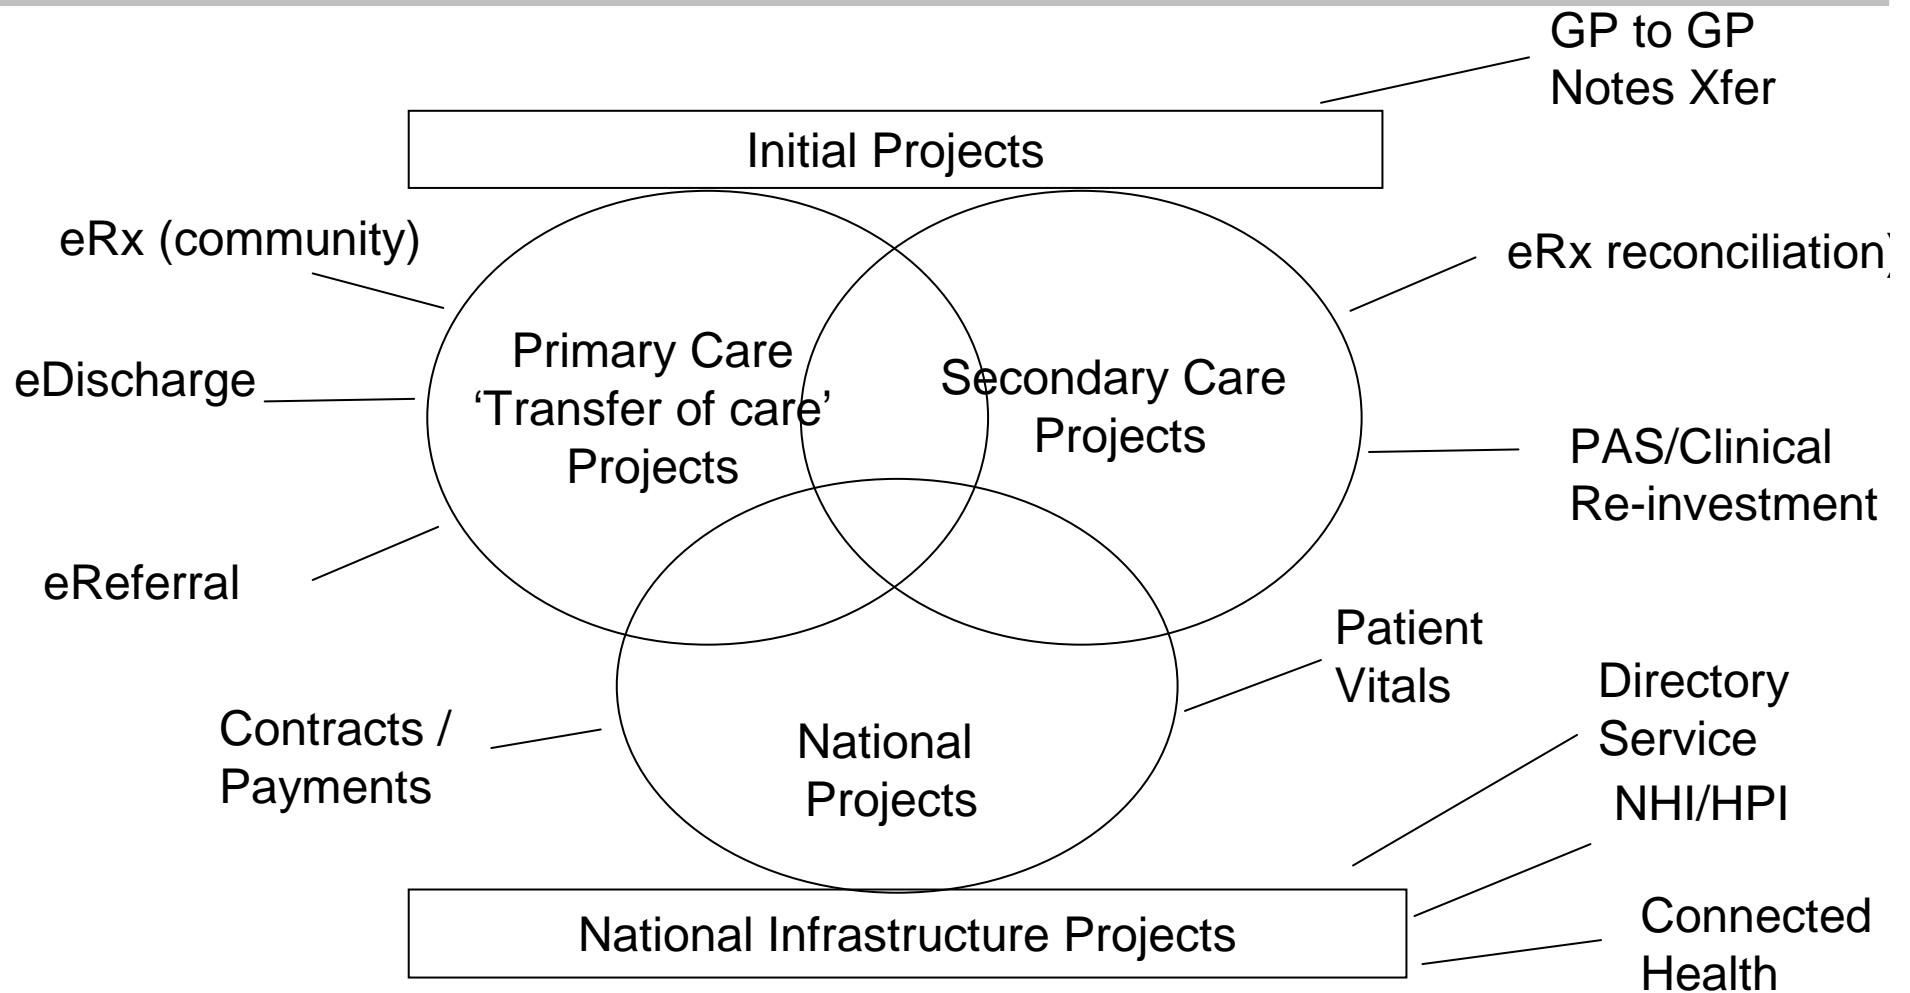 GP to GP
Notes Xfer
Initial Projects
eRx (community)
eRx reconciliation)
Primary Care
‘Transfer of care’
Projects
Secondary Care
Projects
eDischarge
PAS/Clinical
Re-investment
eReferral
Patient
Vitals
Directory
Service
Contracts /
Payments
National
Projects
NHI/HPI
National Infrastructure Projects
Connected
Health